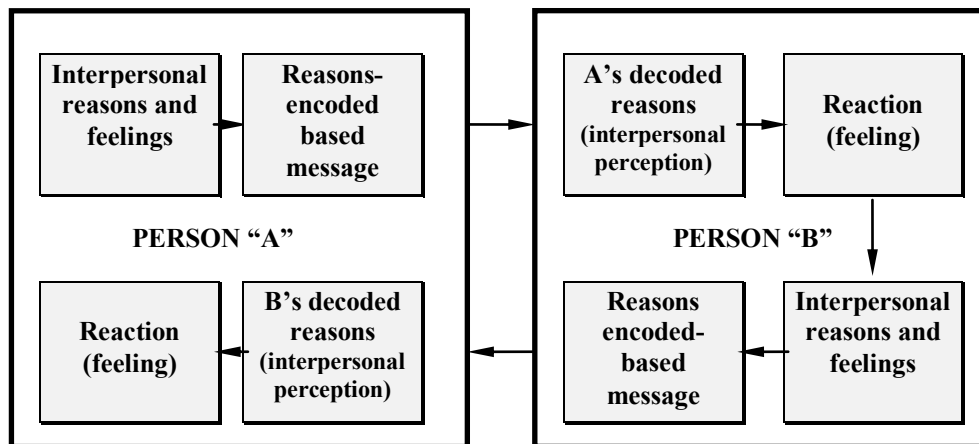 Interpersonal
reasons and
feelings
Reasons-
encoded
based
message
A’s decoded
reasons
(interpersonal
perception)
Reaction
(feeling)
PERSON “A”
PERSON “B”
Reaction
(feeling)
B’s decoded
reasons
(interpersonal
perception)
Reasons
encoded-
based
message
Interpersonal
reasons and
feelings